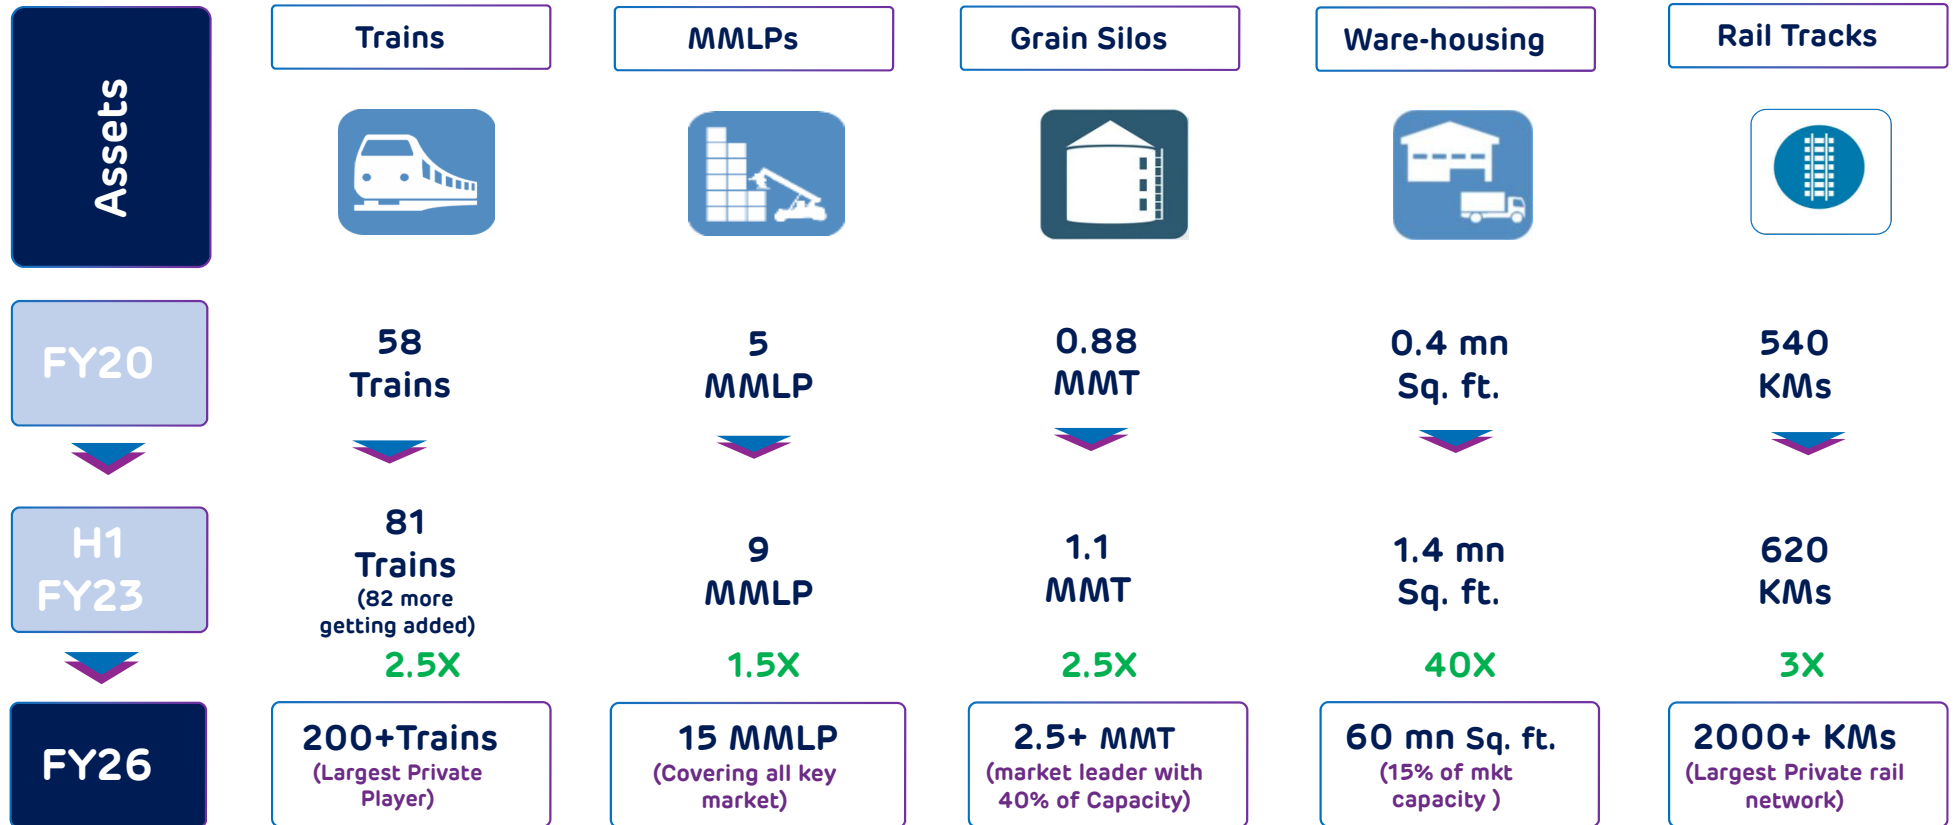 Assets
Trains
MMLPs
Grain Silos
Ware-housing
Rail Tracks
FY20
58
Trains
5
MMLP
0.88
MMT
0.4 mn
Sq. ft.
540
KMs
H1
FY23
81
Trains
(82 more
getting added)
9
MMLP
1.1
MMT
1.4 mn
Sq. ft.
620
KMs
2.5X
1.5X
2.5X
40X
3X
FY26
200+Trains
(Largest Private
Player)
15 MMLP
(Covering all key
market)
2.5+ MMT
(market leader with
40% of Capacity)
60 mn Sq. ft.
(15% of mkt
capacity )
2000+ KMs
(Largest Private rail
network)